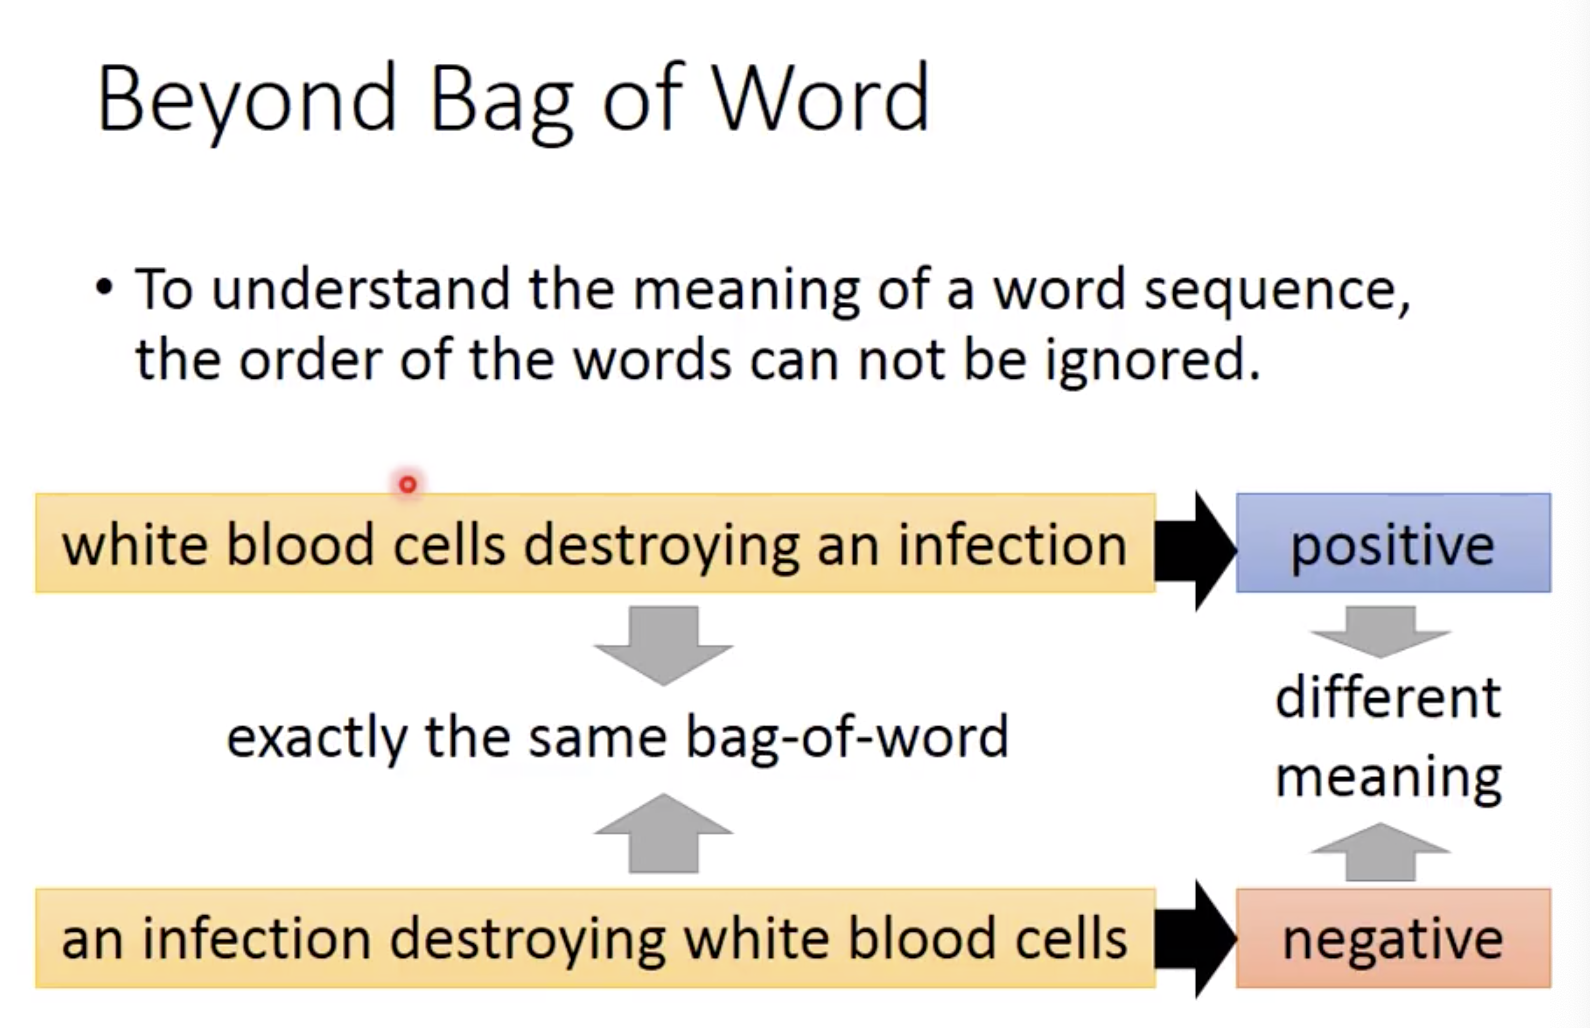 Beyond Bag of Word
• To understand the meaning of a word sequence,
the order of the words can not be ignored.
white blood cells destroying an infection
positive
exactly the same bag-of-word
different
meaning
an infection destroying white blood cells
negative